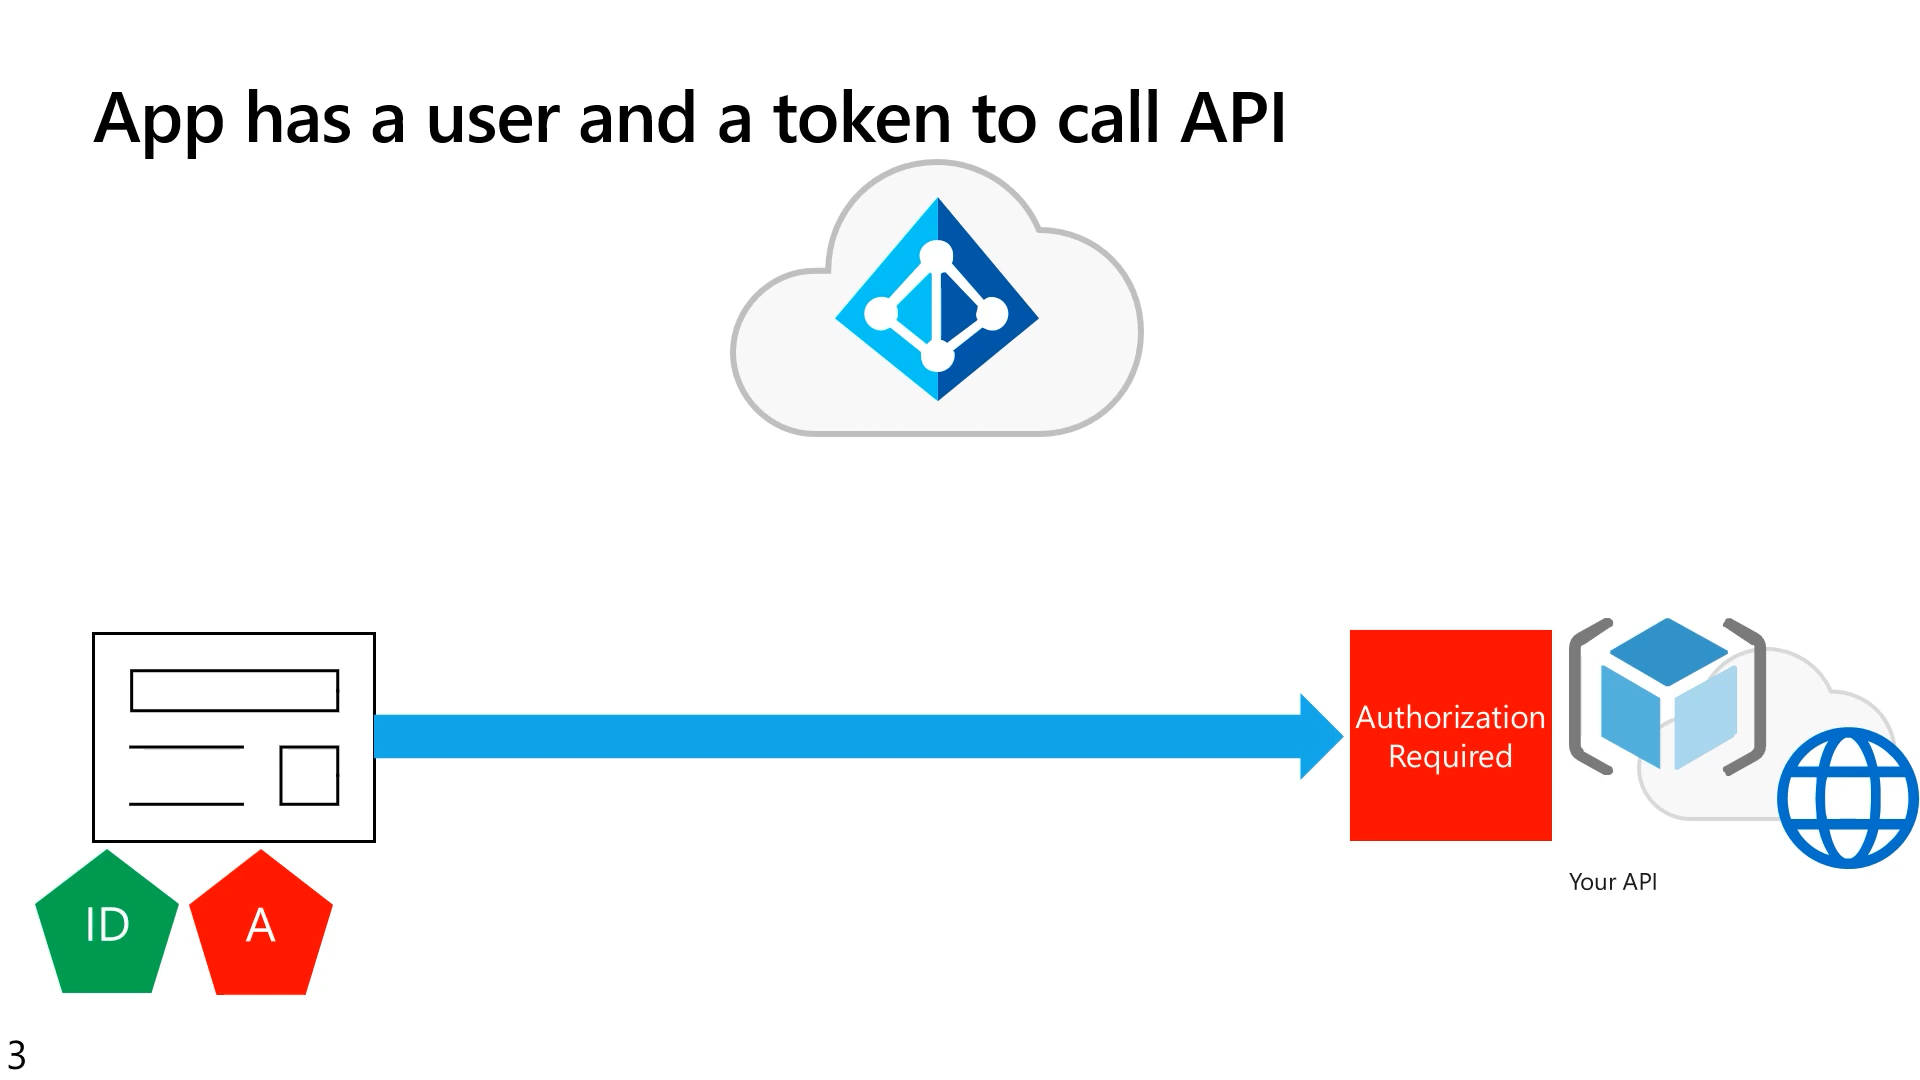 App has a user and a token to call API
Authorization
Required
Your API
ID
A
3